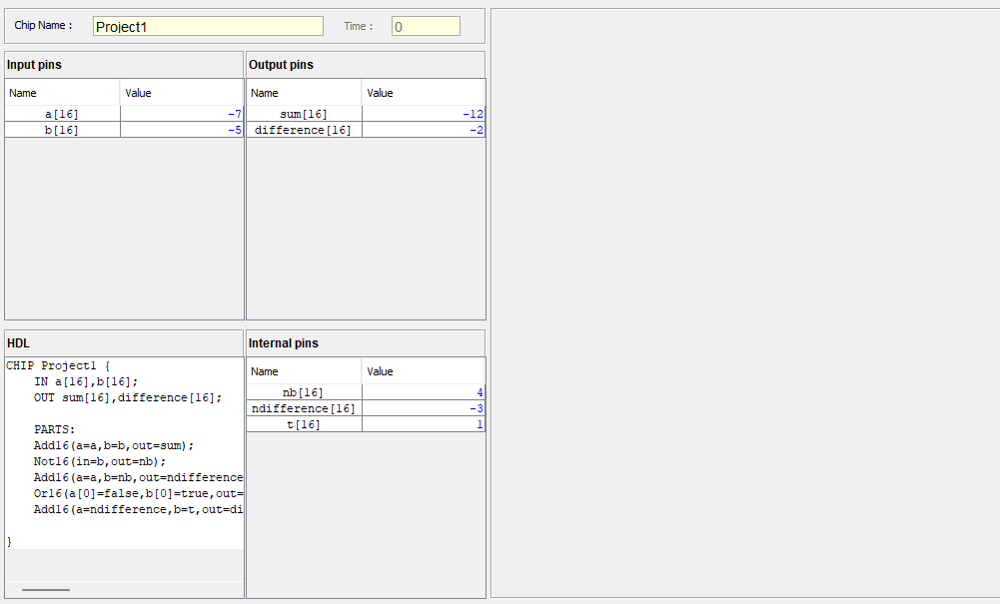 Chip Name : Project1 Time : 0
Input pins
Name Value
a[16] -7
b[16] -5
Output pins
Name Value
sum[16] -12
difference[16] -2
HDL
CHIP Project1 {
IN a[16],b[16];
OUT sum[16],difference[16];
PARTS:
Add16(a=a,b=b,out=sum);
Not16(in=b,out=nb);
Add16(a=a,b=nb,out=ndifference
Or16(a[0]=false,b[0]=true,out=
Add16(a=ndifference,b=t,out=di
}
Internal pins
Name Value
nb[16] 4
ndifference[16] -3
t[16] 1